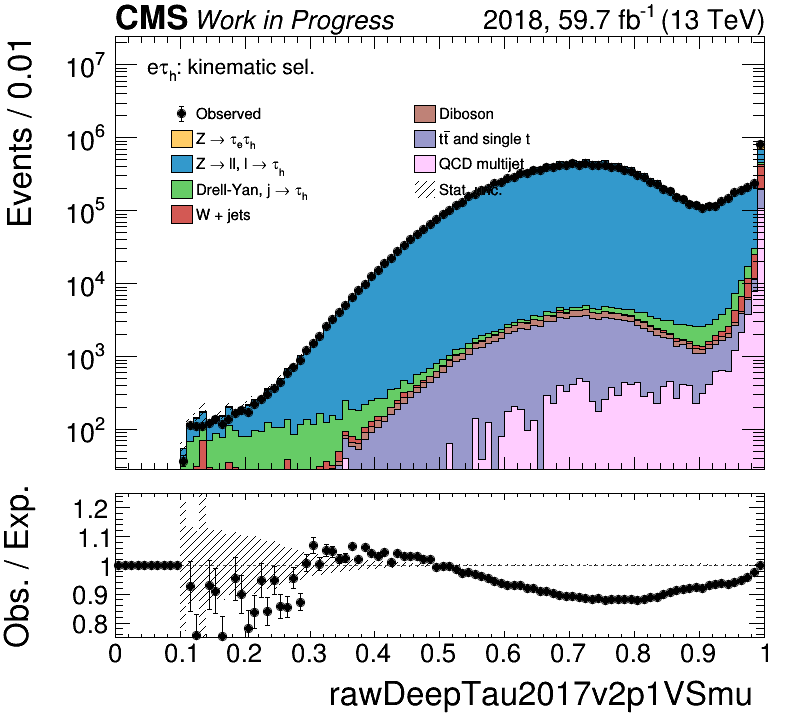 CMS Work in Progress 2018, 59.7 fb⁻¹ (13 TeV)
Events / 0.01
10⁷
10⁶
10⁵
10⁴
10³
10²
eτₕ: kinematic sel.
Observed
Z → τₑτₕ
Z → ll, l → τₕ
Drell-Yan, j → τₕ
W + jets
Diboson
tt̄ and single t
QCD multijet
Stat. unc.
Obs. / Exp.
1.2
1.1
1
0.9
0.8
0 0.1 0.2 0.3 0.4 0.5 0.6 0.7 0.8 0.9 1
rawDeepTau2017v2p1VSmu